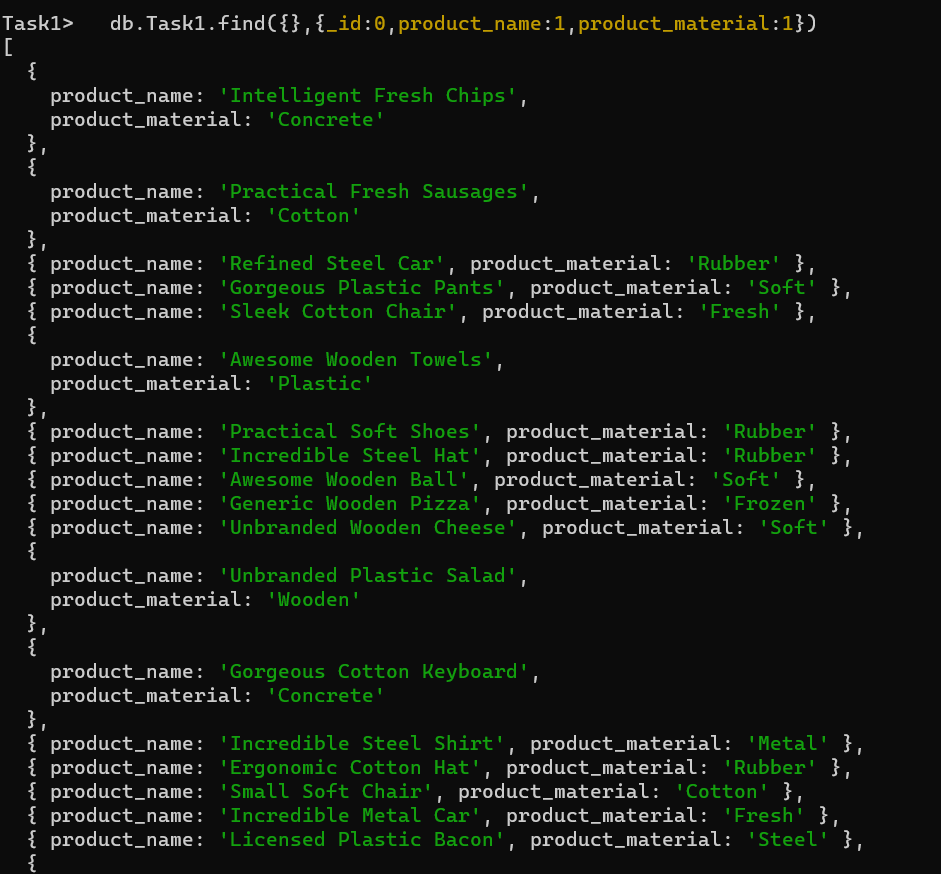 Task1>   db.Task1.find({},{_id:0,product_name:1,product_material:1})
[
  {
    product_name: 'Intelligent Fresh Chips',
    product_material: 'Concrete'
  },
  {
    product_name: 'Practical Fresh Sausages',
    product_material: 'Cotton'
  },
  { product_name: 'Refined Steel Car', product_material: 'Rubber' },
  { product_name: 'Gorgeous Plastic Pants', product_material: 'Soft' },
  { product_name: 'Sleek Cotton Chair', product_material: 'Fresh' },
  {
    product_name: 'Awesome Wooden Towels',
    product_material: 'Plastic'
  },
  { product_name: 'Practical Soft Shoes', product_material: 'Rubber' },
  { product_name: 'Incredible Steel Hat', product_material: 'Rubber' },
  { product_name: 'Awesome Wooden Ball', product_material: 'Soft' },
  { product_name: 'Generic Wooden Pizza', product_material: 'Frozen' },
  { product_name: 'Unbranded Wooden Cheese', product_material: 'Soft' },
  {
    product_name: 'Unbranded Plastic Salad',
    product_material: 'Wooden'
  },
  {
    product_name: 'Gorgeous Cotton Keyboard',
    product_material: 'Concrete'
  },
  { product_name: 'Incredible Steel Shirt', product_material: 'Metal' },
  { product_name: 'Ergonomic Cotton Hat', product_material: 'Rubber' },
  { product_name: 'Small Soft Chair', product_material: 'Cotton' },
  { product_name: 'Incredible Metal Car', product_material: 'Fresh' },
  { product_name: 'Licensed Plastic Bacon', product_material: 'Steel' },
  {